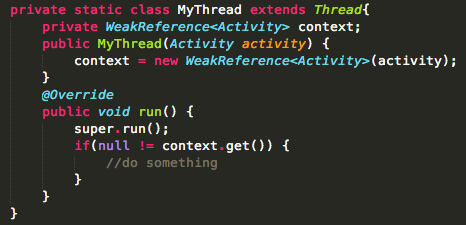 private static class MyThread extends Thread{
    private WeakReference<Activity> context;
    public MyThread(Activity activity) {
        context = new WeakReference<Activity>(activity);
    }
    @Override
    public void run() {
        super.run();
        if(null != context.get()) {
            //do something
        }
    }
}